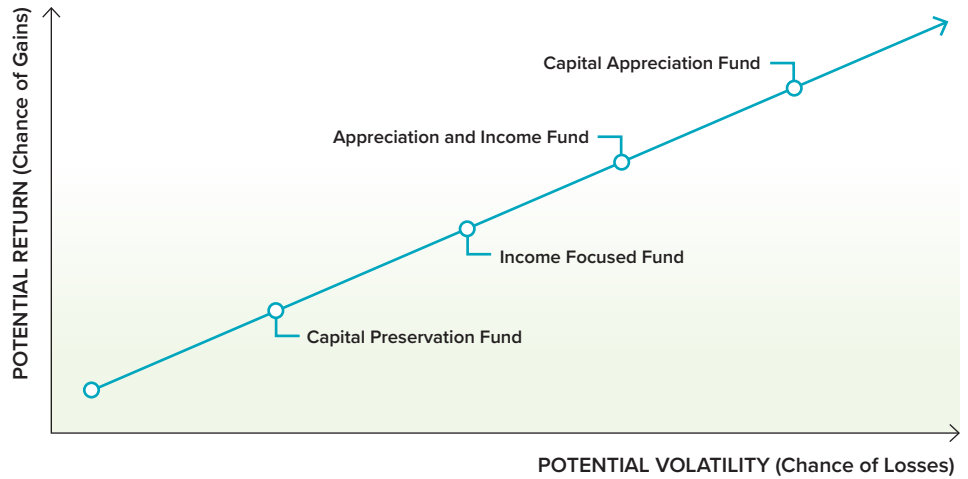 POTENTIAL RETURN (Chance of Gains)
Capital Appreciation Fund
Appreciation and Income Fund
Income Focused Fund
Capital Preservation Fund
POTENTIAL VOLATILITY (Chance of Losses)